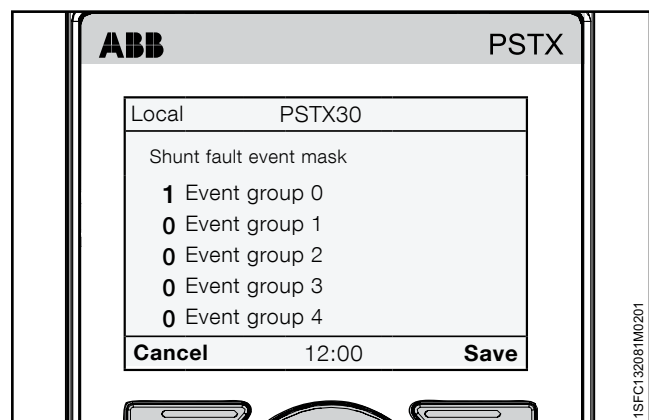 ABB PSTX
Local PSTX30
Shunt fault event mask
1 Event group 0
0 Event group 1
0 Event group 2
0 Event group 3
0 Event group 4
Cancel 12:00 Save
1SFC132081M0201